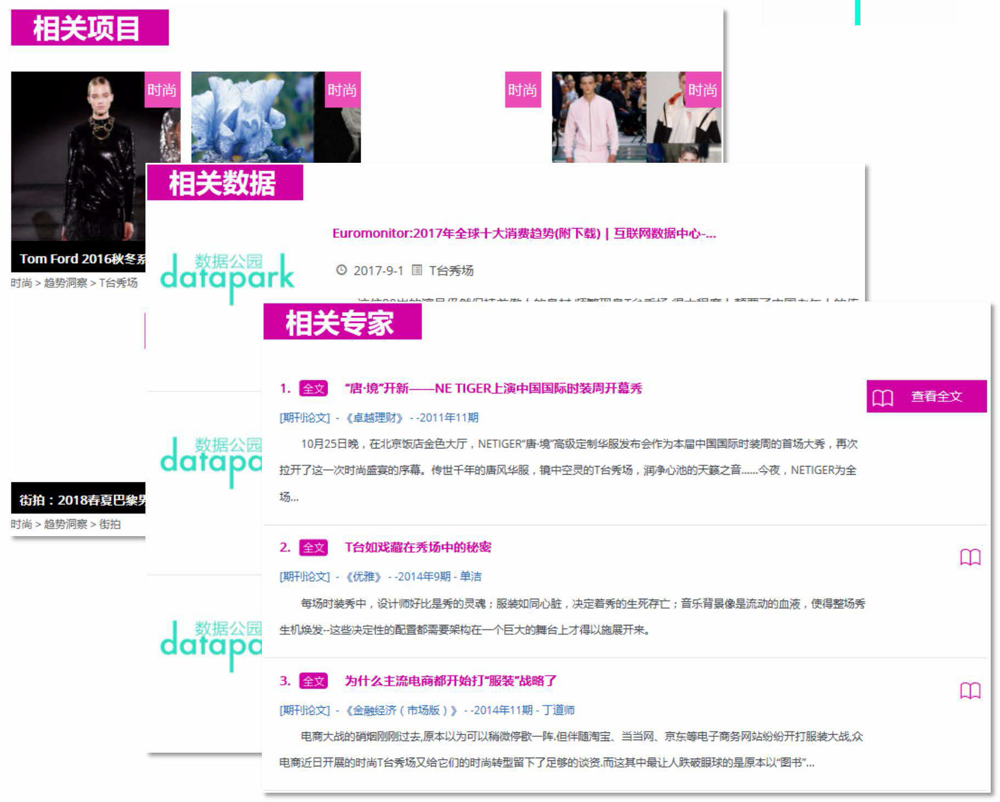 相关项目
时尚
时尚
时尚
时尚
Tom Ford 2016秋冬系
时尚 > 趋势洞察 > T台秀场
街拍：2018春夏巴黎男
时尚 > 趋势洞察 > 街拍
相关数据
数据公园
datapark
Euromonitor:2017年全球十大消费趋势(附下载) | 互联网数据中心-...
2017-9-1 T台秀场
数据公园
datapa
数据公园
datapa
相关专家
1. 全文 “唐·境”开新——NE TIGER上演中国国际时装周开幕秀
查看全文
[期刊论文] - 《卓越理财》 - -2011年11期
10月25日晚，在北京饭店金色大厅，NETIGER“唐·境”高级定制华服发布会作为本届中国国际时装周的首场大秀，再次
拉开了这一次时尚盛宴的序幕。传世千年的唐风华服，镜中空灵的T台秀场，润净心池的天籁之音......今夜，NETIGER为全
场...
2. 全文 T台如戏藏在秀场中的秘密
[期刊论文] - 《优雅》 - -2014年9期 - 单洁
每场时装秀中，设计师好比是秀的灵魂；服装如同心脏，决定着秀的生死存亡；音乐背景像是流动的血液，使得整场秀
生机焕发--这些决定性的配置都需要架构在一个巨大的舞台上才得以施展开来。
3. 全文 为什么主流电商都开始打“服装”战略了
[期刊论文] - 《金融经济（市场版）》 - -2014年11期 - 丁道师
电商大战的硝烟刚刚过去,原本以为可以稍微停歇一阵.但伴随淘宝、当当网、京东等电子商务网站纷纷开打服装大战,众
电商近日开展的时尚T台秀场又给它们的时尚转型留下了足够的谈资.而这其中最让人跌破眼球的是原本以“图书”...